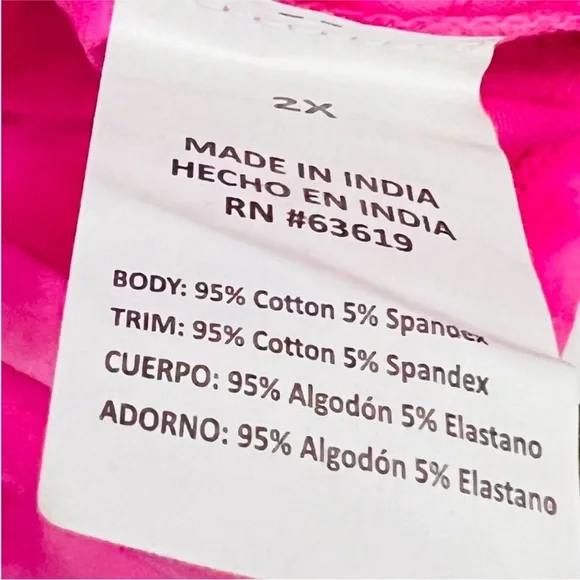 2X
MADE IN INDIA
HECHO EN INDIA
RN #63619
BODY: 95% Cotton 5% Spandex
TRIM: 95% Cotton 5% Spandex
CUERPO: 95% Algodón 5% Elastano
ADORNO: 95% Algodón 5% Elastano